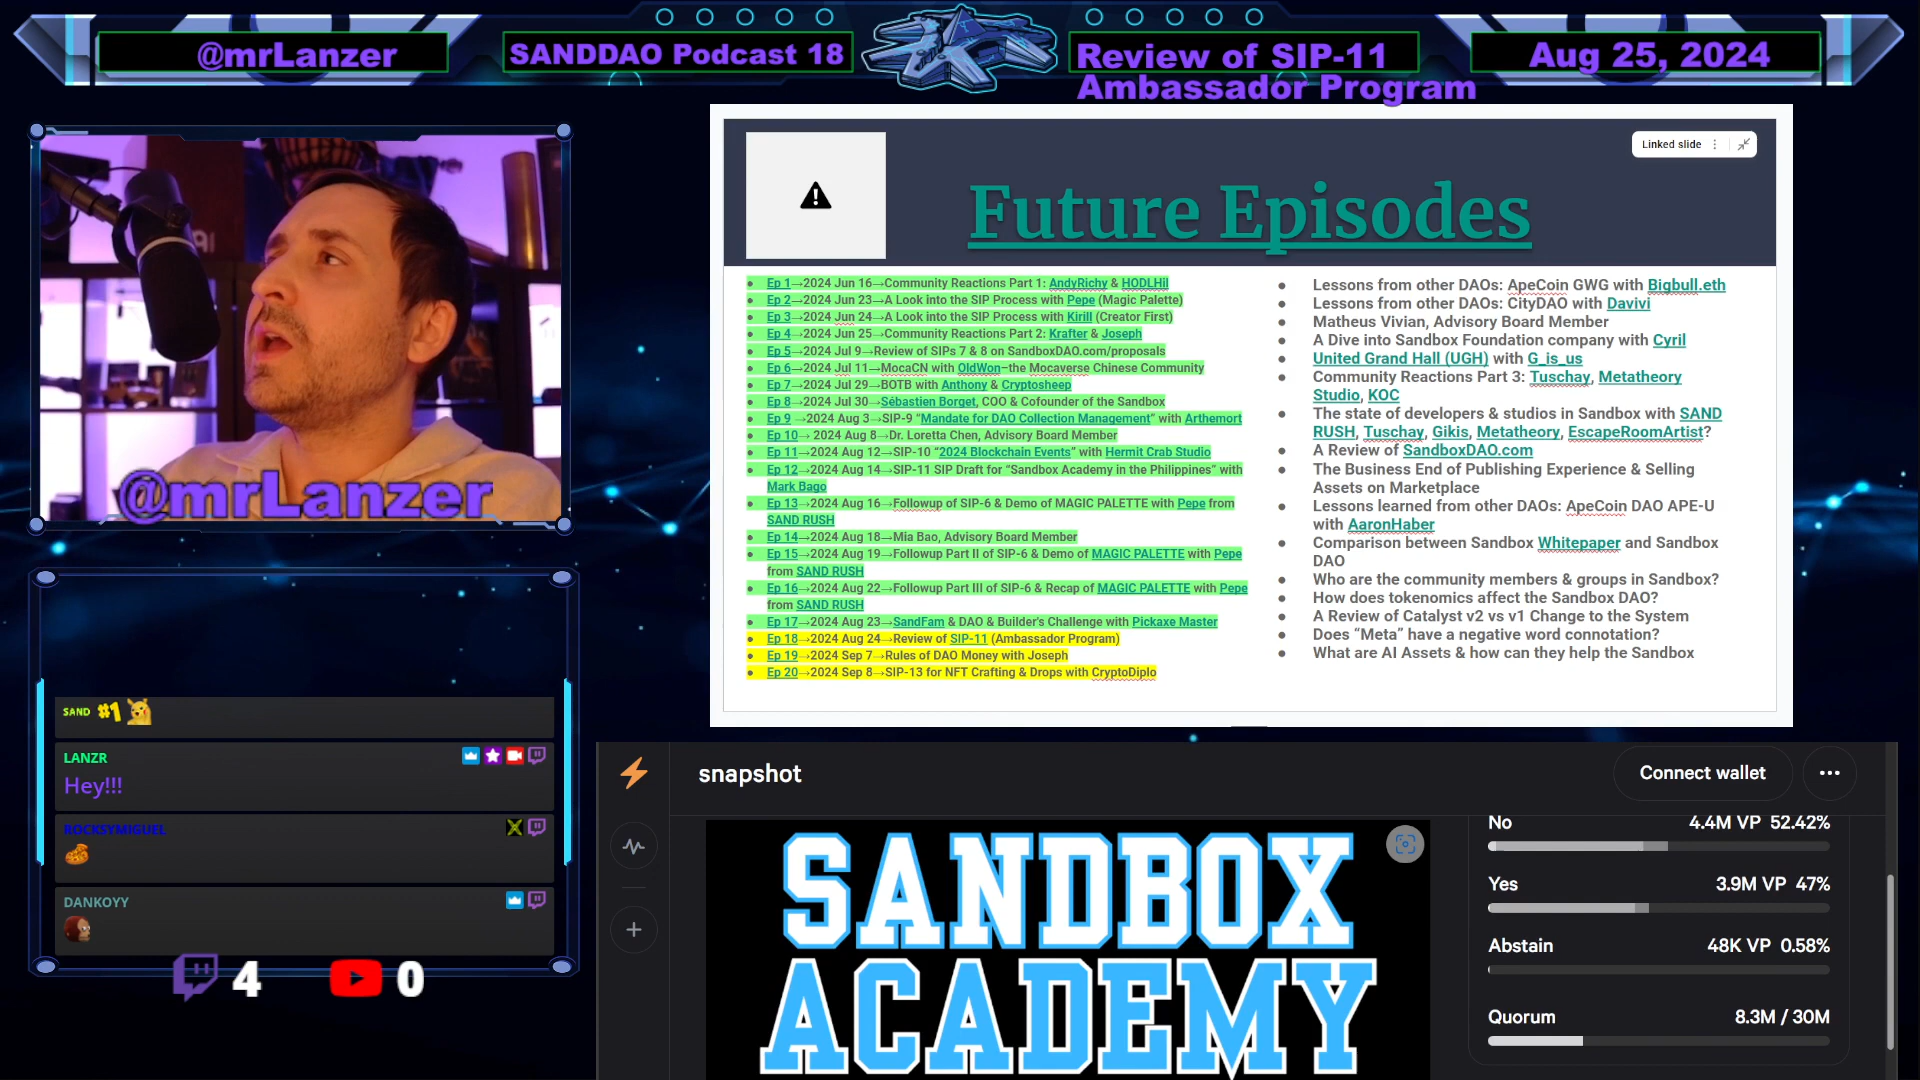 @mrLanzer
SANDDAO Podcast 18
Review of SIP-11
Ambassador Program
Aug 25, 2024
Linked slide
Future Episodes
Ep 1→2024 Jun 16→Community Reactions Part 1: AndyRichy & HODLHil
Ep 2→2024 Jun 23→A Look into the SIP Process with Pepe (Magic Palette)
Ep 3→2024 Jun 24→A Look into the SIP Process with Kirill (Creator First)
Ep 4→2024 Jun 25→Community Reactions Part 2: Krafter & Joseph
Ep 5→2024 Jul 9→Review of SIPs 7 & 8 on SandboxDAO.com/proposals
Ep 6→2024 Jul 11→MocaCN with OldWon–the Mocaverse Chinese Community
Ep 7→2024 Jul 29→BOTB with Anthony & Cryptosheep
Ep 8→2024 Jul 30→Sébastien Borget, COO & Cofounder of the Sandbox
Ep 9 →2024 Aug 3→SIP-9 “Mandate for DAO Collection Management” with Arthemort
Ep 10→ 2024 Aug 8→Dr. Loretta Chen, Advisory Board Member
Ep 11→2024 Aug 12→SIP-10 “2024 Blockchain Events” with Hermit Crab Studio
Ep 12→2024 Aug 14→SIP-11 SIP Draft for “Sandbox Academy in the Philippines” with
Mark Bago
Ep 13→2024 Aug 16→Followup of SIP-6 & Demo of MAGIC PALETTE with Pepe from
SAND RUSH
Ep 14→2024 Aug 18→Mia Bao, Advisory Board Member
Ep 15→2024 Aug 19→Followup Part II of SIP-6 & Demo of MAGIC PALETTE with Pepe
from SAND RUSH
Ep 16→2024 Aug 22→Followup Part III of SIP-6 & Recap of MAGIC PALETTE with Pepe
from SAND RUSH
Ep 17→2024 Aug 23→SandFam & DAO & Builder's Challenge with Pickaxe Master
Ep 18→2024 Aug 24→Review of SIP-11 (Ambassador Program)
Ep 19→2024 Sep 7→Rules of DAO Money with Joseph
Ep 20→2024 Sep 8→SIP-13 for NFT Crafting & Drops with CryptoDiplo
Lessons from other DAOs: ApeCoin GWG with Bigbull.eth
Lessons from other DAOs: CityDAO with Davivi
Matheus Vivian, Advisory Board Member
A Dive into Sandbox Foundation company with Cyril
United Grand Hall (UGH) with G_is_us
Community Reactions Part 3: Tuschay, Metatheory
Studio, KOC
The state of developers & studios in Sandbox with SAND
RUSH, Tuschay, Gikis, Metatheory, EscapeRoomArtist?
A Review of SandboxDAO.com
The Business End of Publishing Experience & Selling
Assets on Marketplace
Lessons learned from other DAOs: ApeCoin DAO APE-U
with AaronHaber
Comparison between Sandbox Whitepaper and Sandbox
DAO
Who are the community members & groups in Sandbox?
How does tokenomics affect the Sandbox DAO?
A Review of Catalyst v2 vs v1 Change to the System
Does “Meta” have a negative word connotation?
What are AI Assets & how can they help the Sandbox
@mrLanzer
SAND #1
LANZR
Hey!!!
ROCKSYMIGUEL
DANKOYY
4
0
snapshot
Connect wallet
SANDBOX
ACADEMY
No 4.4M VP 52.42%
Yes 3.9M VP 47%
Abstain 48K VP 0.58%
Quorum 8.3M / 30M